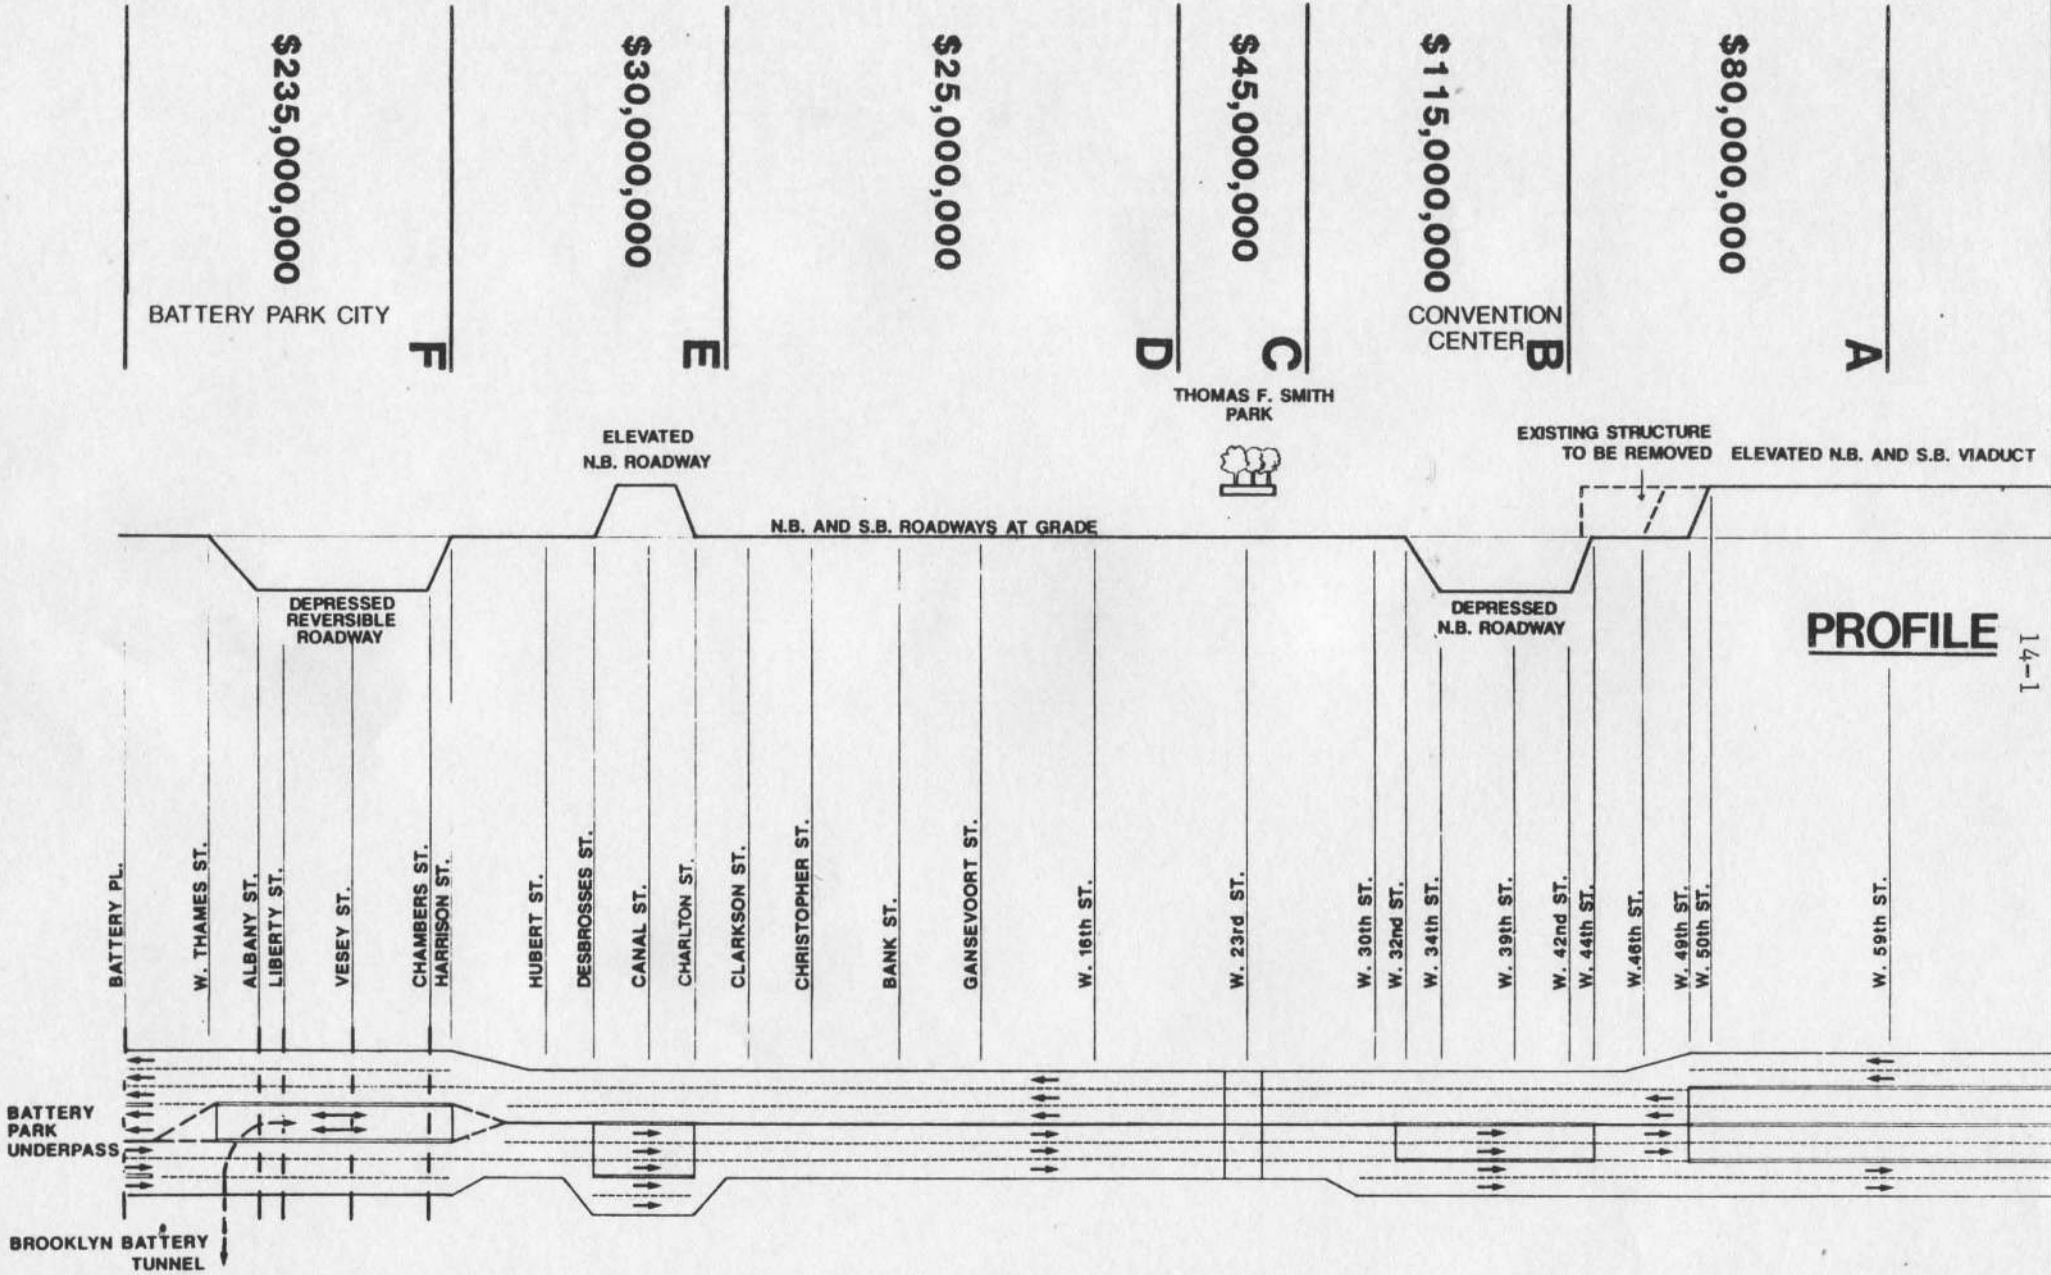 $235,000,000
$30,000,000
$25,000,000
$45,000,000
$115,000,000
$80,000,000
BATTERY PARK CITY
CONVENTION
CENTER
F
E
D
C
B
A
THOMAS F. SMITH
PARK
ELEVATED
N.B. ROADWAY
EXISTING STRUCTURE
TO BE REMOVED
ELEVATED N.B. AND S.B. VIADUCT
N.B. AND S.B. ROADWAYS AT GRADE
DEPRESSED
REVERSIBLE
ROADWAY
DEPRESSED
N.B. ROADWAY
PROFILE
14-1
BATTERY PL.
W. THAMES ST.
ALBANY ST.
LIBERTY ST.
VESEY ST.
CHAMBERS ST.
HARRISON ST.
HUBERT ST.
DESBROSSES ST.
CANAL ST.
CHARLTON ST.
CLARKSON ST.
CHRISTOPHER ST.
BANK ST.
GANSEVOORT ST.
W. 16th ST.
W. 23rd ST.
W. 30th ST.
W. 32nd ST.
W. 34th ST.
W. 39th ST.
W. 42nd ST.
W. 44th ST.
W.46th ST.
W. 49th ST.
W. 50th ST.
W. 59th ST.
BATTERY
PARK
UNDERPASS
BROOKLYN BATTERY
TUNNEL